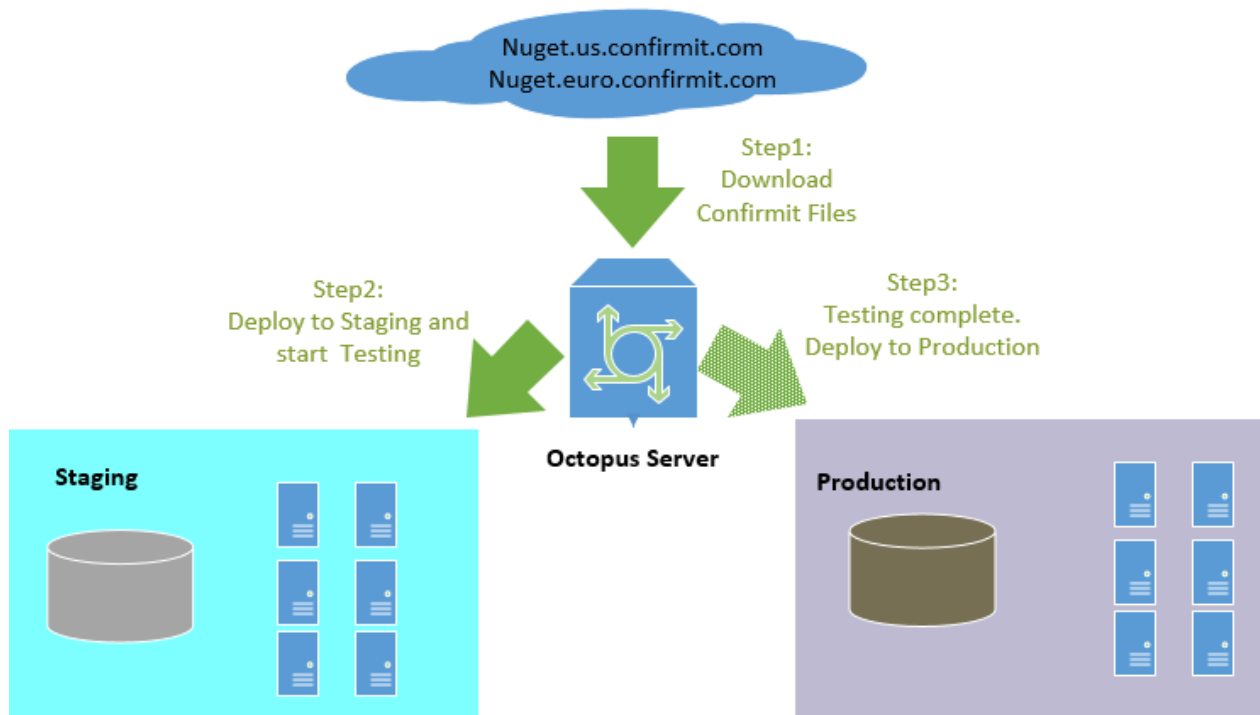 Nuget.us.confirmit.com
Nuget.euro.confirmit.com
Step1:
Download
Confirmit Files
Step2:
Deploy to Staging and
start Testing
Step3:
Testing complete.
Deploy to Production
Octopus Server
Staging
Production